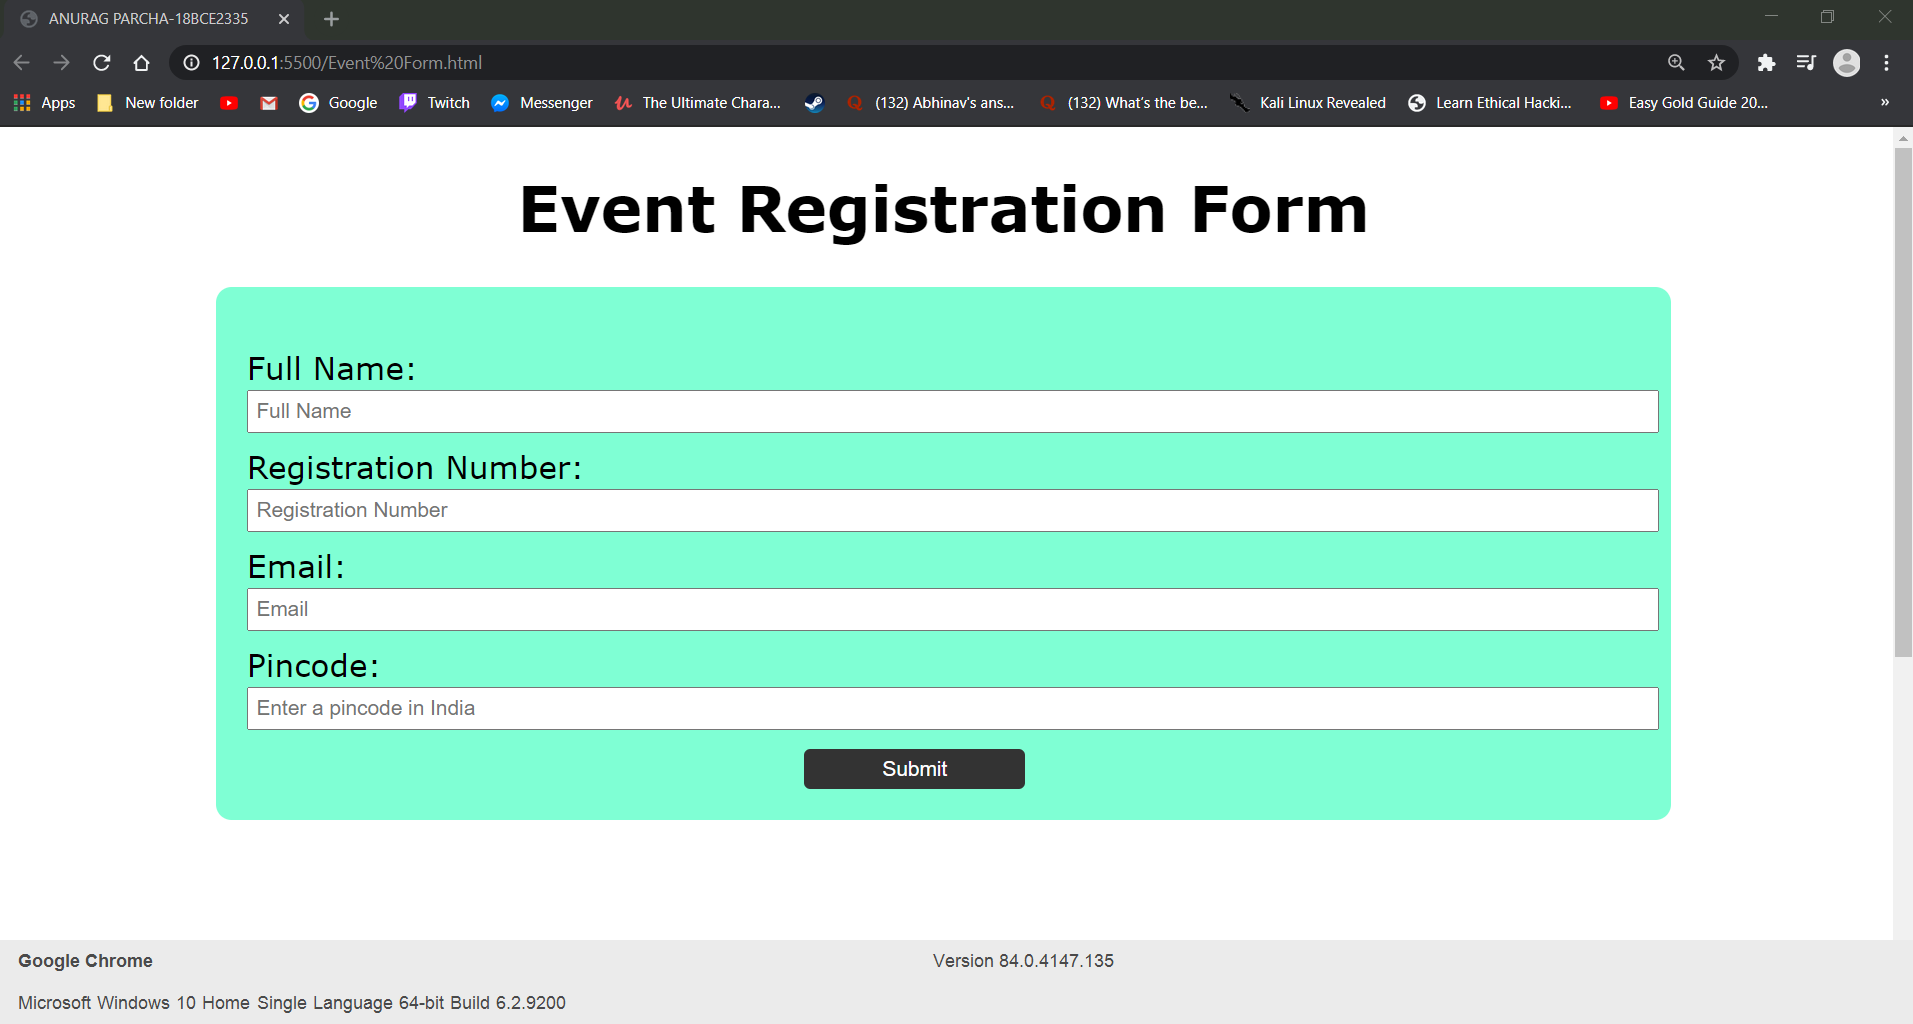 ANURAG PARCHA-18BCE2335
127.0.0.1:5500/Event%20Form.html
Apps New folder Google Twitch Messenger The Ultimate Chara... (132) Abhinav's ans... (132) What's the be... Kali Linux Revealed Learn Ethical Hacki... Easy Gold Guide 20... »
Event Registration Form
Full Name:
Full Name
Registration Number:
Registration Number
Email:
Email
Pincode:
Enter a pincode in India
Submit
Google Chrome Version 84.0.4147.135
Microsoft Windows 10 Home Single Language 64-bit Build 6.2.9200